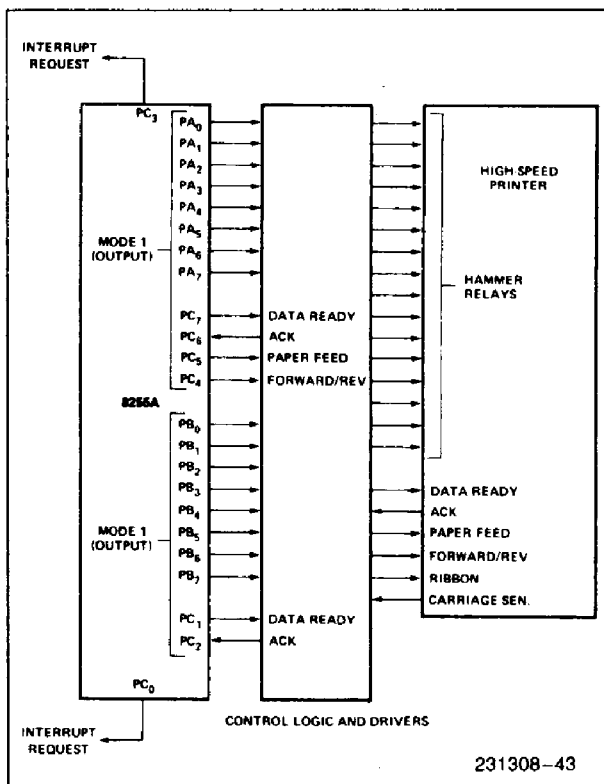 INTERRUPT
REQUEST
PC3
PA0
PA1
PA2
PA3
PA4
PA5
PA6
PA7
MODE 1
(OUTPUT)
PC7
PC6
PC5
PC4
DATA READY
ACK
PAPER FEED
FORWARD/REV
8255A
PB0
PB1
PB2
PB3
PB4
PB5
PB6
PB7
MODE 1
(OUTPUT)
PC1
PC2
DATA READY
ACK
PC0
INTERRUPT
REQUEST
CONTROL LOGIC AND DRIVERS
HIGH SPEED
PRINTER
HAMMER
RELAYS
DATA READY
ACK
PAPER FEED
FORWARD/REV
RIBBON
CARRIAGE SEN.
231308-43